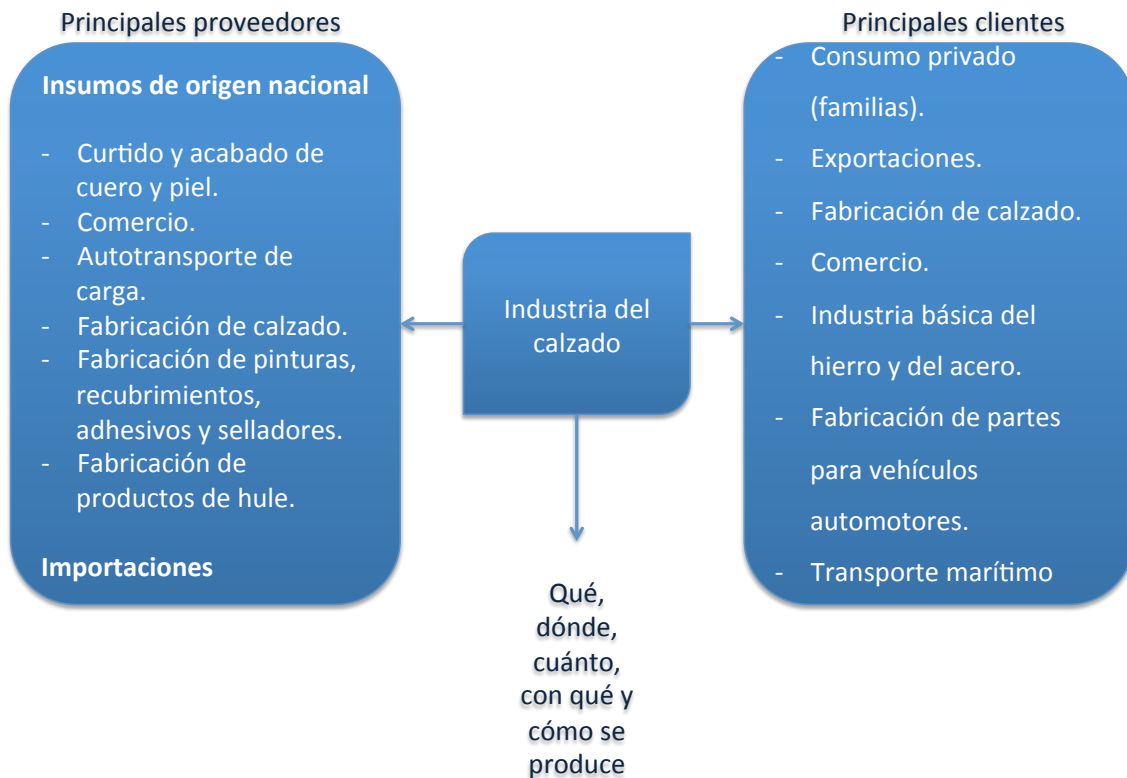 Principales proveedores
Insumos de origen nacional
- Curtido y acabado de
cuero y piel.
- Comercio.
- Autotransporte de
carga.
- Fabricación de calzado.
- Fabricación de pinturas,
recubrimientos,
adhesivos y selladores.
- Fabricación de
productos de hule.
Importaciones
Industria del
calzado
Qué,
dónde,
cuánto,
con qué y
cómo se
produce
Principales clientes
- Consumo privado
(familias).
- Exportaciones.
- Fabricación de calzado.
- Comercio.
- Industria básica del
hierro y del acero.
- Fabricación de partes
para vehículos
automotores.
- Transporte marítimo